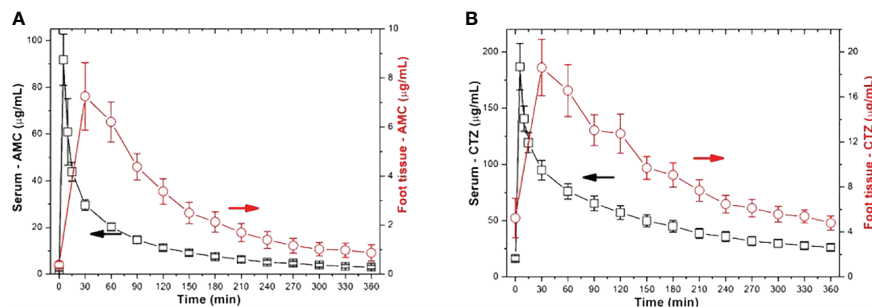 A
B
Serum - AMC (µg/mL)
100
80
60
40
20
0
10
8
6
4
2
0
Foot tissue - AMC (µg/mL)
0 30 60 90 120 150 180 210 240 270 300 330 360
Time (min)
Serum - CTZ (µg/mL)
200
150
100
50
0
20
16
12
8
4
0
Foot tissue - CTZ (µg/mL)
0 30 60 90 120 150 180 210 240 270 300 330 360
Time (min)